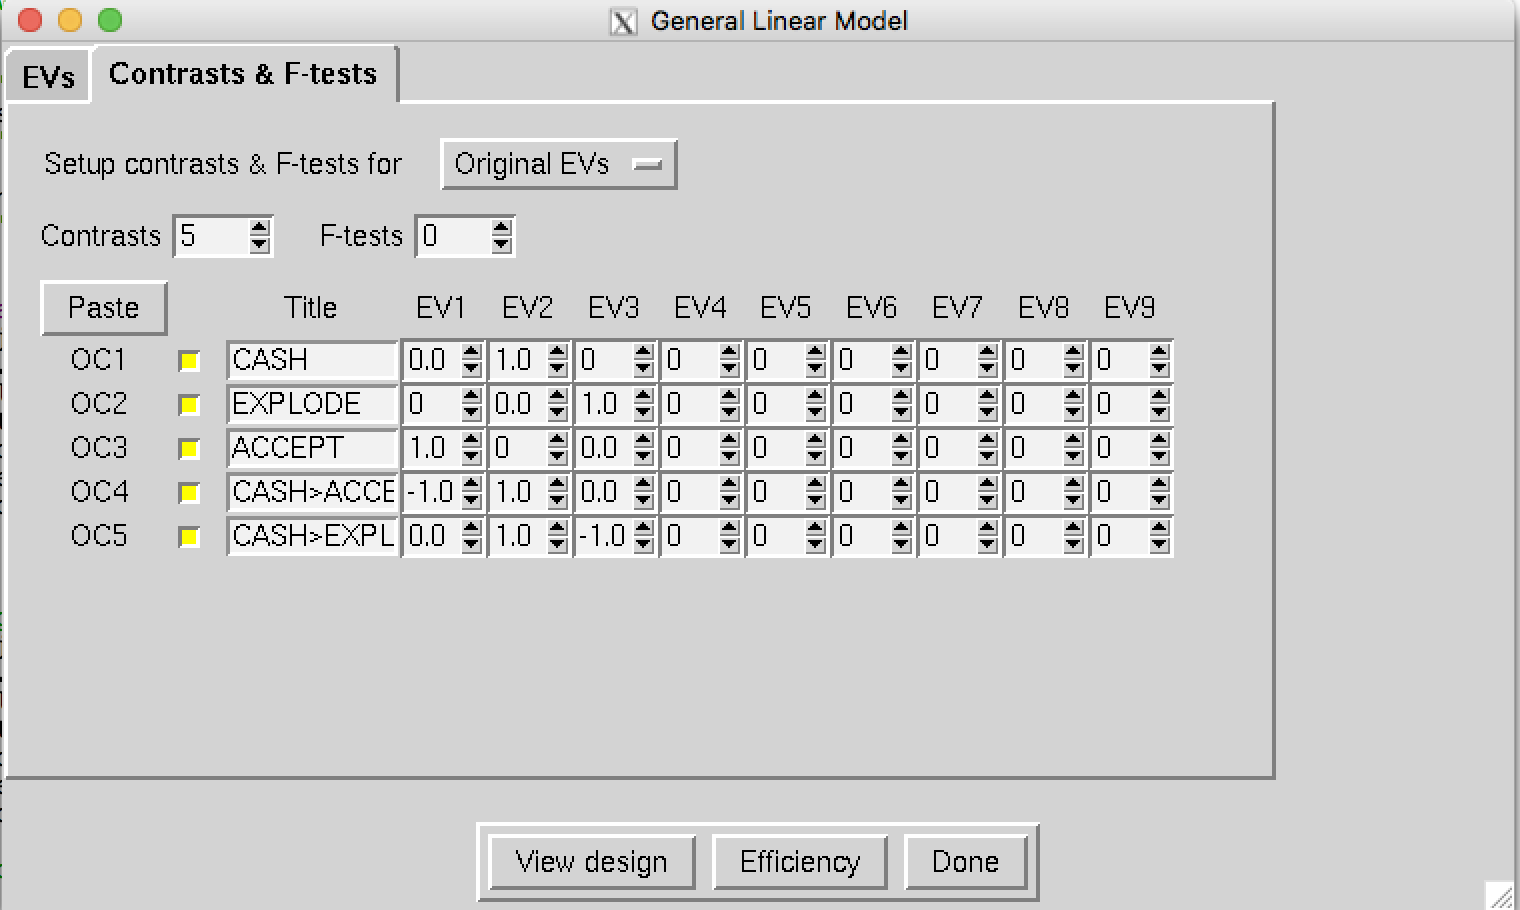 General Linear Model
EVs Contrasts & F-tests
Setup contrasts & F-tests for Original EVs
Contrasts 5 F-tests 0
Paste Title EV1 EV2 EV3 EV4 EV5 EV6 EV7 EV8 EV9
OC1 CASH 0.0 1.0 0 0 0 0 0 0 0
OC2 EXPLODE 0 0.0 1.0 0 0 0 0 0 0
OC3 ACCEPT 1.0 0 0.0 0 0 0 0 0 0
OC4 CASH>ACCE -1.0 1.0 0.0 0 0 0 0 0 0
OC5 CASH>EXPL 0.0 1.0 -1.0 0 0 0 0 0 0
View design Efficiency Done